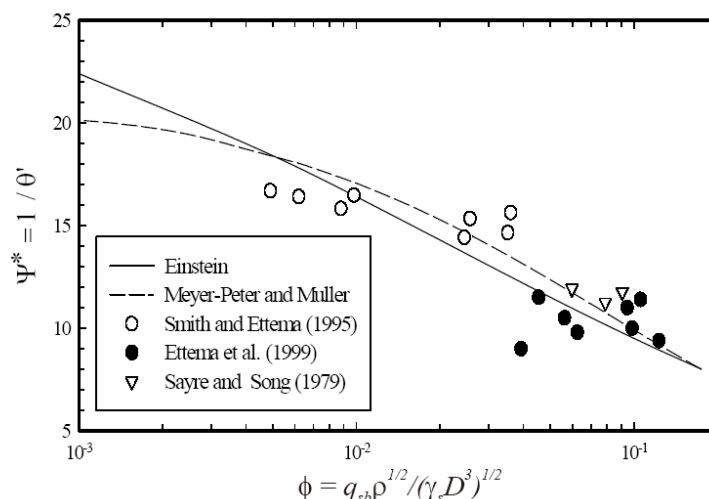 25
20
15
10
5
Ψ* = 1 / θ'
Einstein
Meyer-Peter and Muller
Smith and Ettema (1995)
Ettema et al. (1999)
Sayre and Song (1979)
10⁻³
10⁻²
10⁻¹
ϕ = q_sb ρ^1/2 /(γ_s D³)^1/2